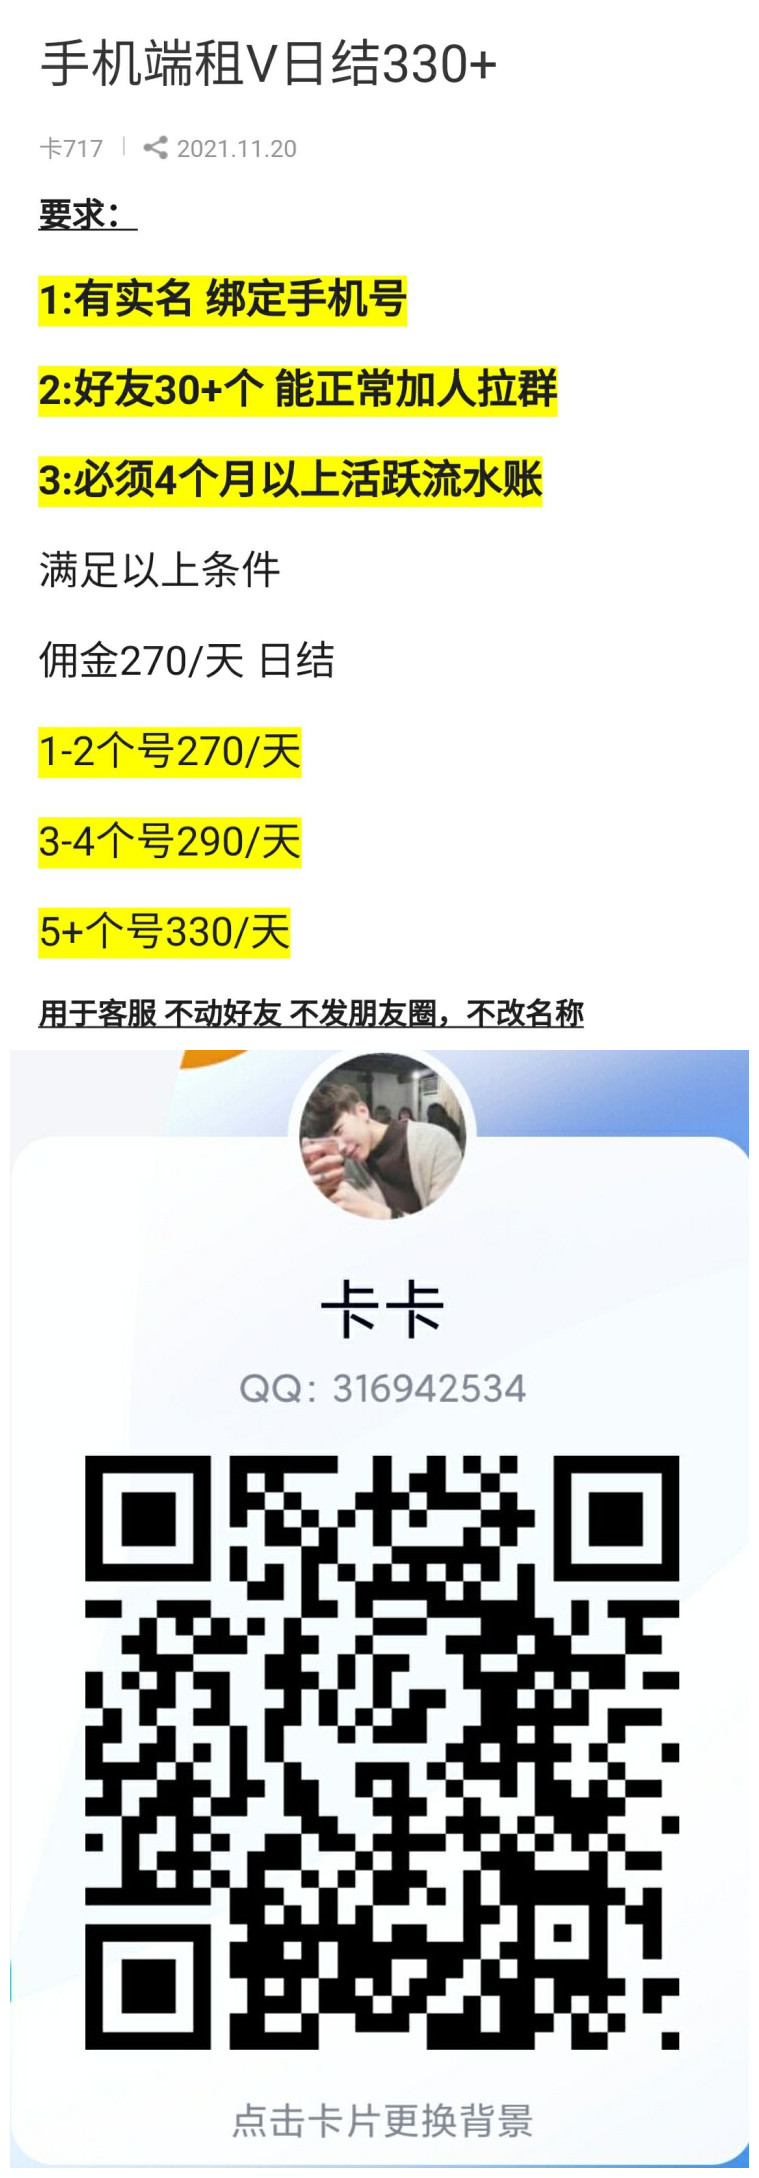 手机端租V日结330+
卡717 2021.11.20
要求：
1:有实名 绑定手机号
2:好友30+个 能正常加人拉群
3:必须4个月以上活跃流水账
满足以上条件
佣金270/天 日结
1-2个号270/天
3-4个号290/天
5+个号330/天
用于客服 不动好友 不发朋友圈，不改名称
卡卡
QQ：316942534
点击卡片更换背景